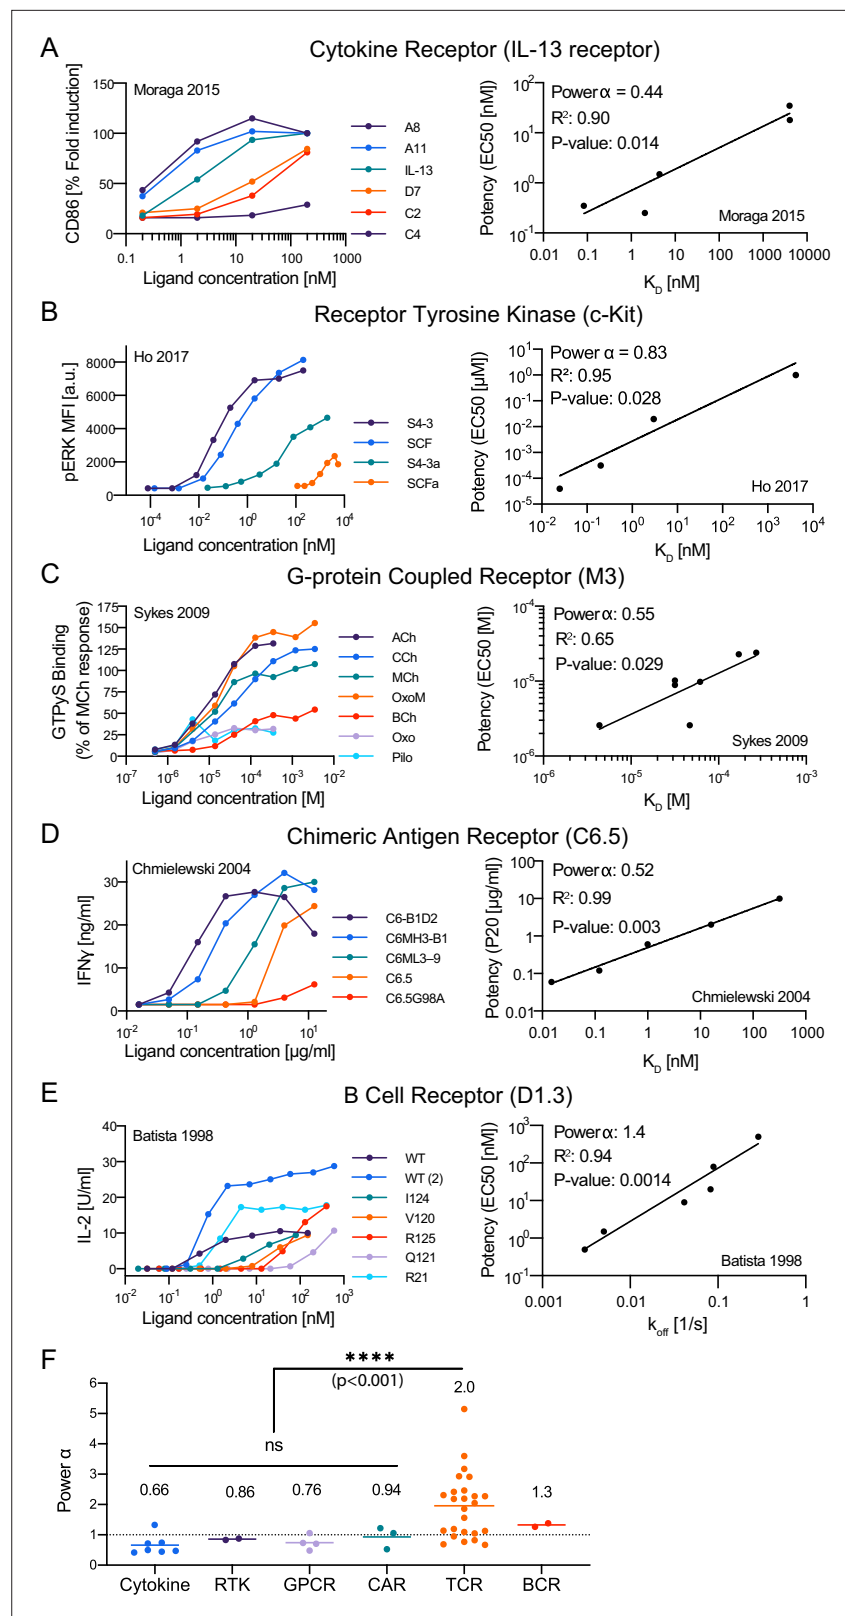 A
Cytokine Receptor (IL-13 receptor)
CD86 [% Fold induction]
150
100
50
0
Moraga 2015
0.1 1 10 100 1000
Ligand concentration [nM]
A8
A11
IL-13
D7
C2
C4
Potency (EC50 [nM])
10² 
10¹
10⁰
10⁻¹
Power α = 0.44
R²: 0.90
P-value: 0.014
Moraga 2015
0.01 0.1 1 10 100 1000 10000
K_D [nM]
B
Receptor Tyrosine Kinase (c-Kit)
pERK MFI [a.u.]
8000
6000
4000
2000
0
Ho 2017
10⁻⁴ 10⁻² 10⁰ 10² 10⁴
Ligand concentration [nM]
S4-3
SCF
S4-3a
SCFa
Potency (EC50 [µM])
10¹
10⁰
10⁻¹
10⁻²
10⁻³
10⁻⁴
10⁻⁵
Power α = 0.83
R²: 0.95
P-value: 0.028
Ho 2017
10⁻² 10⁻¹ 10⁰ 10¹ 10² 10³ 10⁴
K_D [nM]
C
G-protein Coupled Receptor (M3)
GTPyS Binding
(% of MCh response)
175
150
125
100
75
50
25
0
Sykes 2009
10⁻⁷ 10⁻⁶ 10⁻⁵ 10⁻⁴ 10⁻³ 10⁻²
Ligand concentration [M]
ACh
CCh
MCh
OxoM
BCh
Oxo
Pilo
Potency (EC50 [M])
10⁻⁴
10⁻⁵
10⁻⁶
Power α: 0.55
R²: 0.65
P-value: 0.029
Sykes 2009
10⁻⁶ 10⁻⁵ 10⁻⁴ 10⁻³
K_D [M]
D
Chimeric Antigen Receptor (C6.5)
IFNγ [ng/ml]
30
20
10
0
Chmielewski 2004
10⁻² 10⁻¹ 10⁰ 10¹
Ligand concentration [µg/ml]
C6-B1D2
C6MH3-B1
C6ML3–9
C6.5
C6.5G98A
Potency (P20 [µg/ml])
100
10
1
0.1
0.01
Power α: 0.52
R²: 0.99
P-value: 0.003
Chmielewski 2004
0.01 0.1 1 10 100 1000
K_D [nM]
E
B Cell Receptor (D1.3)
IL-2 [U/ml]
40
30
20
10
0
Batista 1998
10⁻² 10⁻¹ 10⁰ 10¹ 10² 10³
Ligand concentration [nM]
WT
WT (2)
I124
V120
R125
Q121
R21
Potency (EC50 [nM])
10³
10²
10¹
10⁰
10⁻¹
Power α: 1.4
R²: 0.94
P-value: 0.0014
Batista 1998
0.001 0.01 0.1 1
k_off [1/s]
F
Power α
6
5
4
3
2
1
0
****
(p<0.001)
ns
0.66 0.86 0.76 0.94 2.0 1.3
Cytokine RTK GPCR CAR TCR BCR